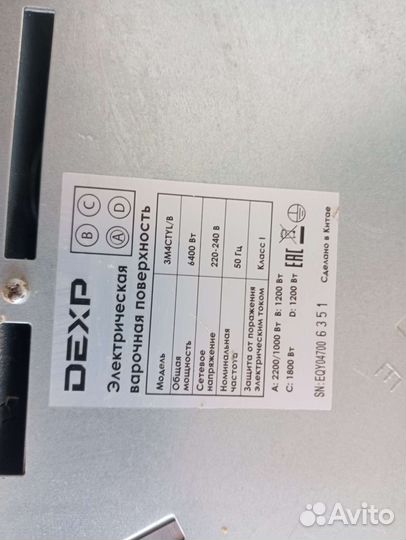 DEXP
B C
A D
Электрическая
варочная поверхность
Модель 3M4CTYL/B
Общая мощность 6400 Вт
Сетевое напряжение 220-240 В
Номинальная частота 50 Гц
Защита от поражения электрическим током Класс I
A: 2200/1000 Вт B: 1200 Вт
C: 1800 Вт D: 1200 Вт
EAC
Сделано в Китае
SN:EQY04700 6351
Avito